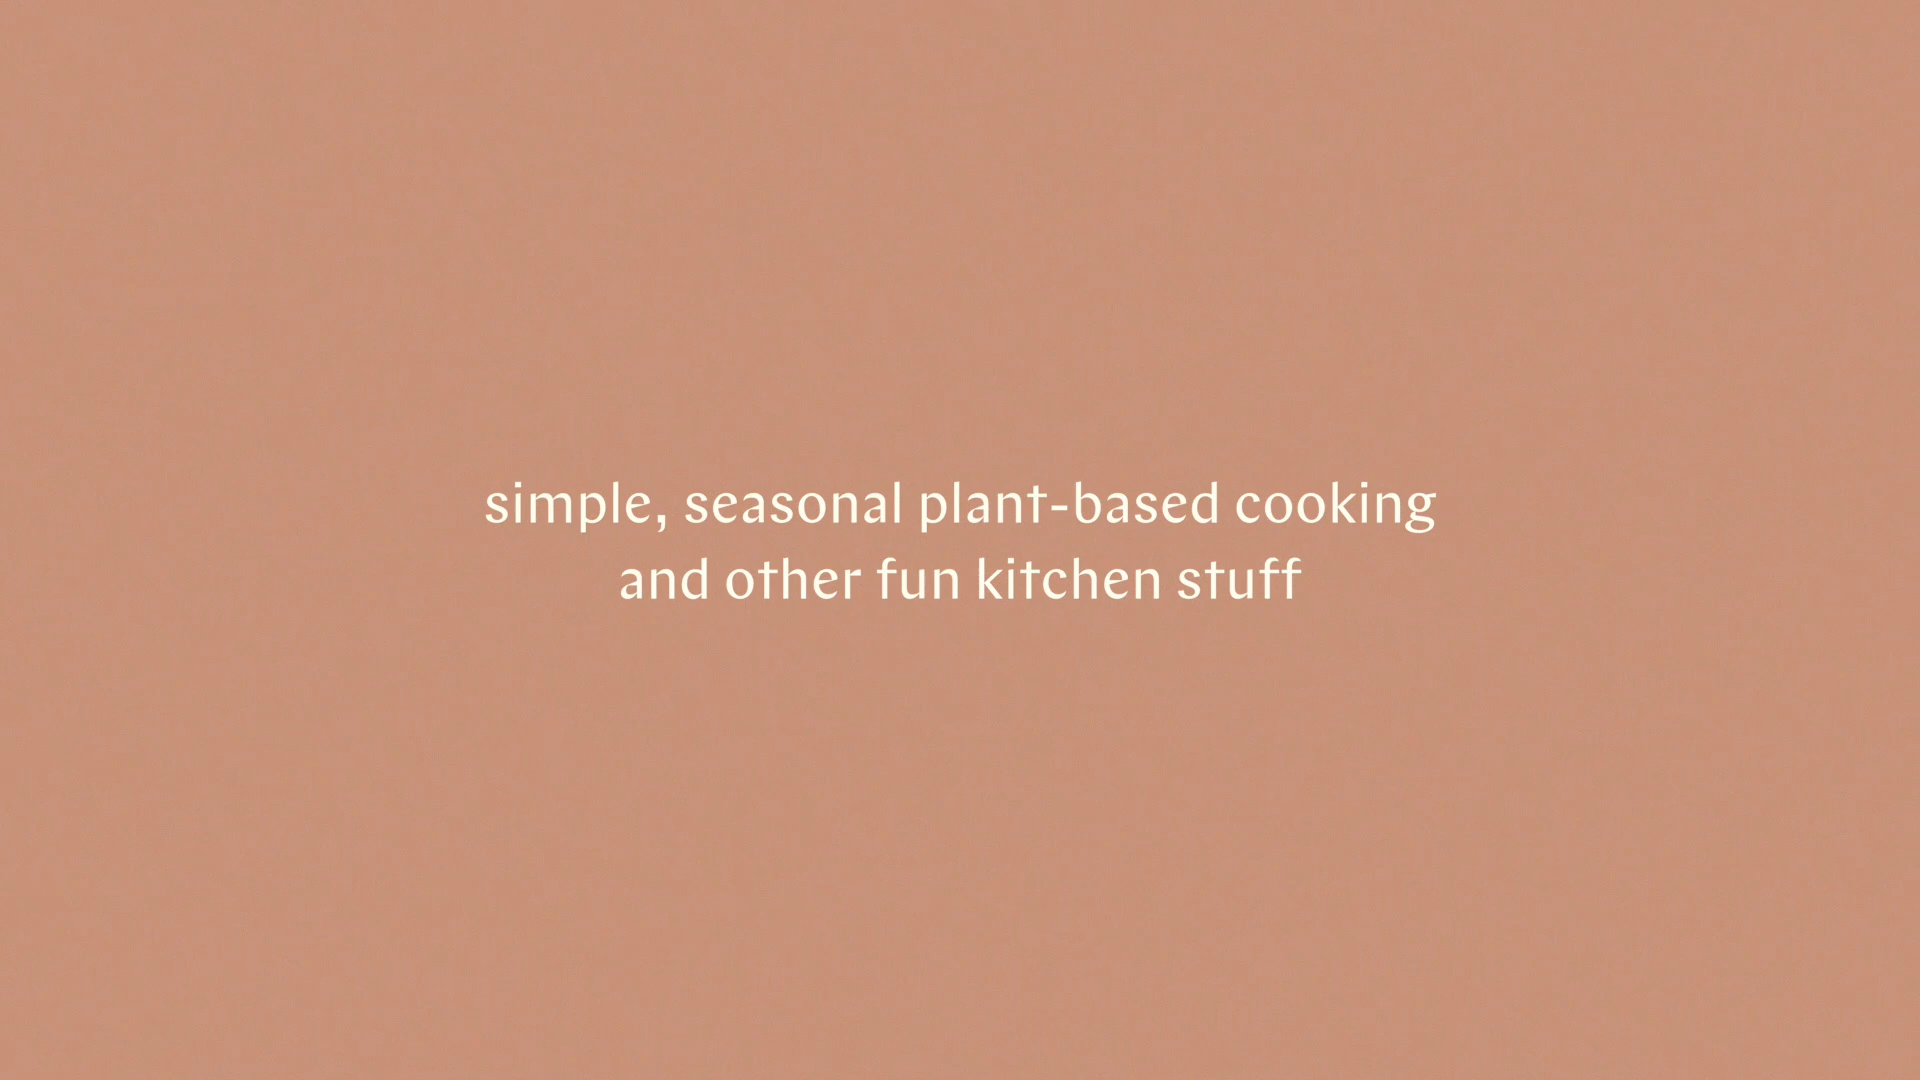 simple, seasonal plant-based cooking
and other fun kitchen stuff